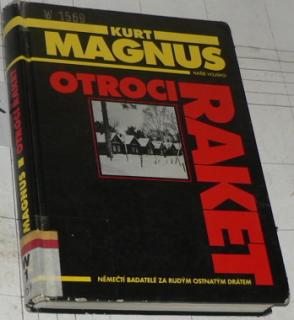 W 1569
KURT
MAGNUS
NAŠE VOJSKO
OTROCI
RAKET
NĚMEČTÍ BADATELÉ ZA RUDÝM OSTNATÝM DRÁTEM
MAGNUS ■ OTROCI RAKET